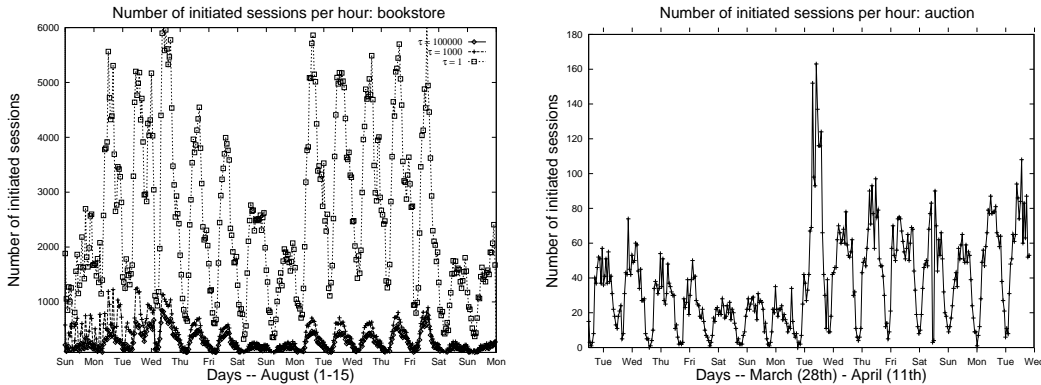 Number of initiated sessions per hour: bookstore
Number of initiated sessions
6000
5000
4000
3000
2000
1000
τ = 100000
τ = 1000
τ = 1
Sun Mon Tue Wed Thu Fri Sat Sun Mon Tue Wed Thu Fri Sat Sun Mon
Days -- August (1-15)
Number of initiated sessions per hour: auction
Number of initiated sessions
180
160
140
120
100
80
60
40
20
0
Tue Wed Thu Fri Sat Sun Mon Tue Wed Thu Fri Sat Sun Mon Tue Wed
Days -- March (28th) - April (11th)